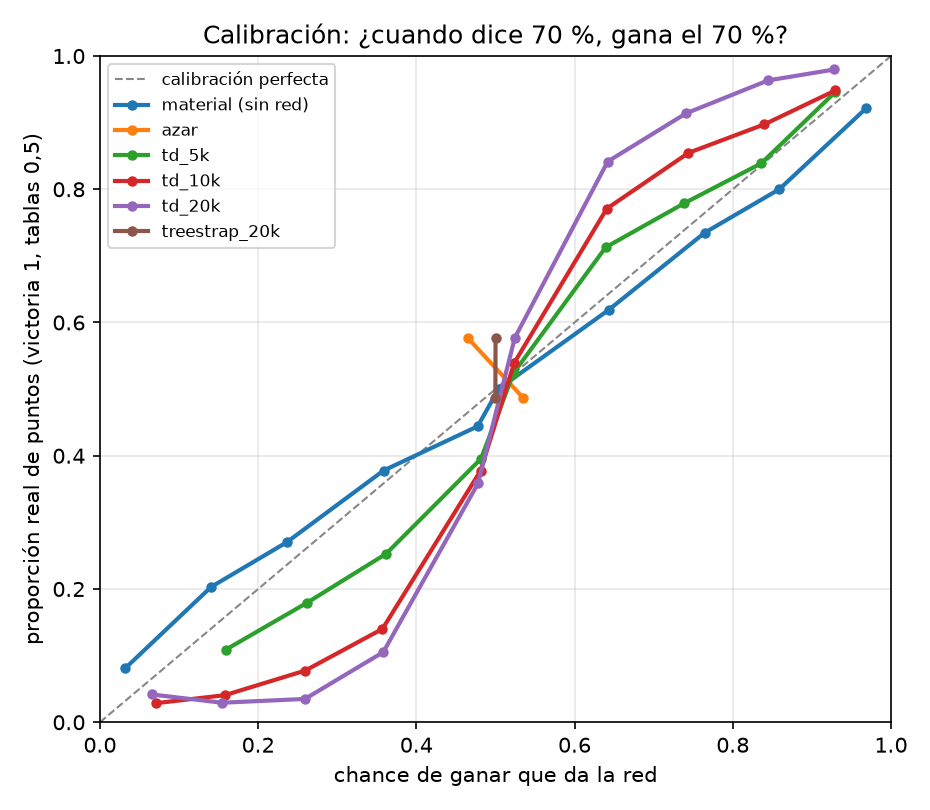 Calibración: ¿cuando dice 70 %, gana el 70 %?
calibración perfecta
material (sin red)
azar
td_5k
td_10k
td_20k
treestrap_20k
proporción real de puntos (victoria 1, tablas 0,5)
1.0
0.8
0.6
0.4
0.2
0.0
0.0 0.2 0.4 0.6 0.8 1.0
chance de ganar que da la red